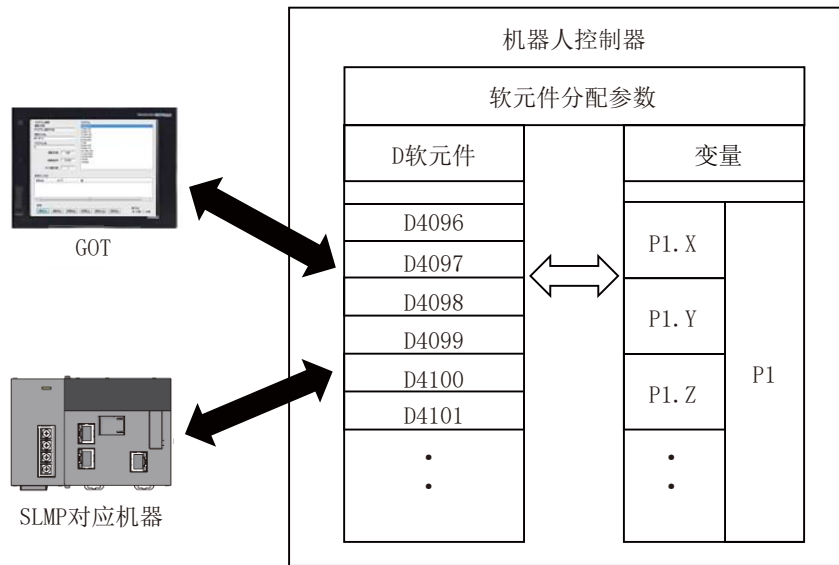 机器人控制器
软元件分配参数
D软元件
变量
D4096
D4097
D4098
D4099
D4100
D4101
P1.X
P1.Y
P1.Z
P1
GOT
SLMP对应机器